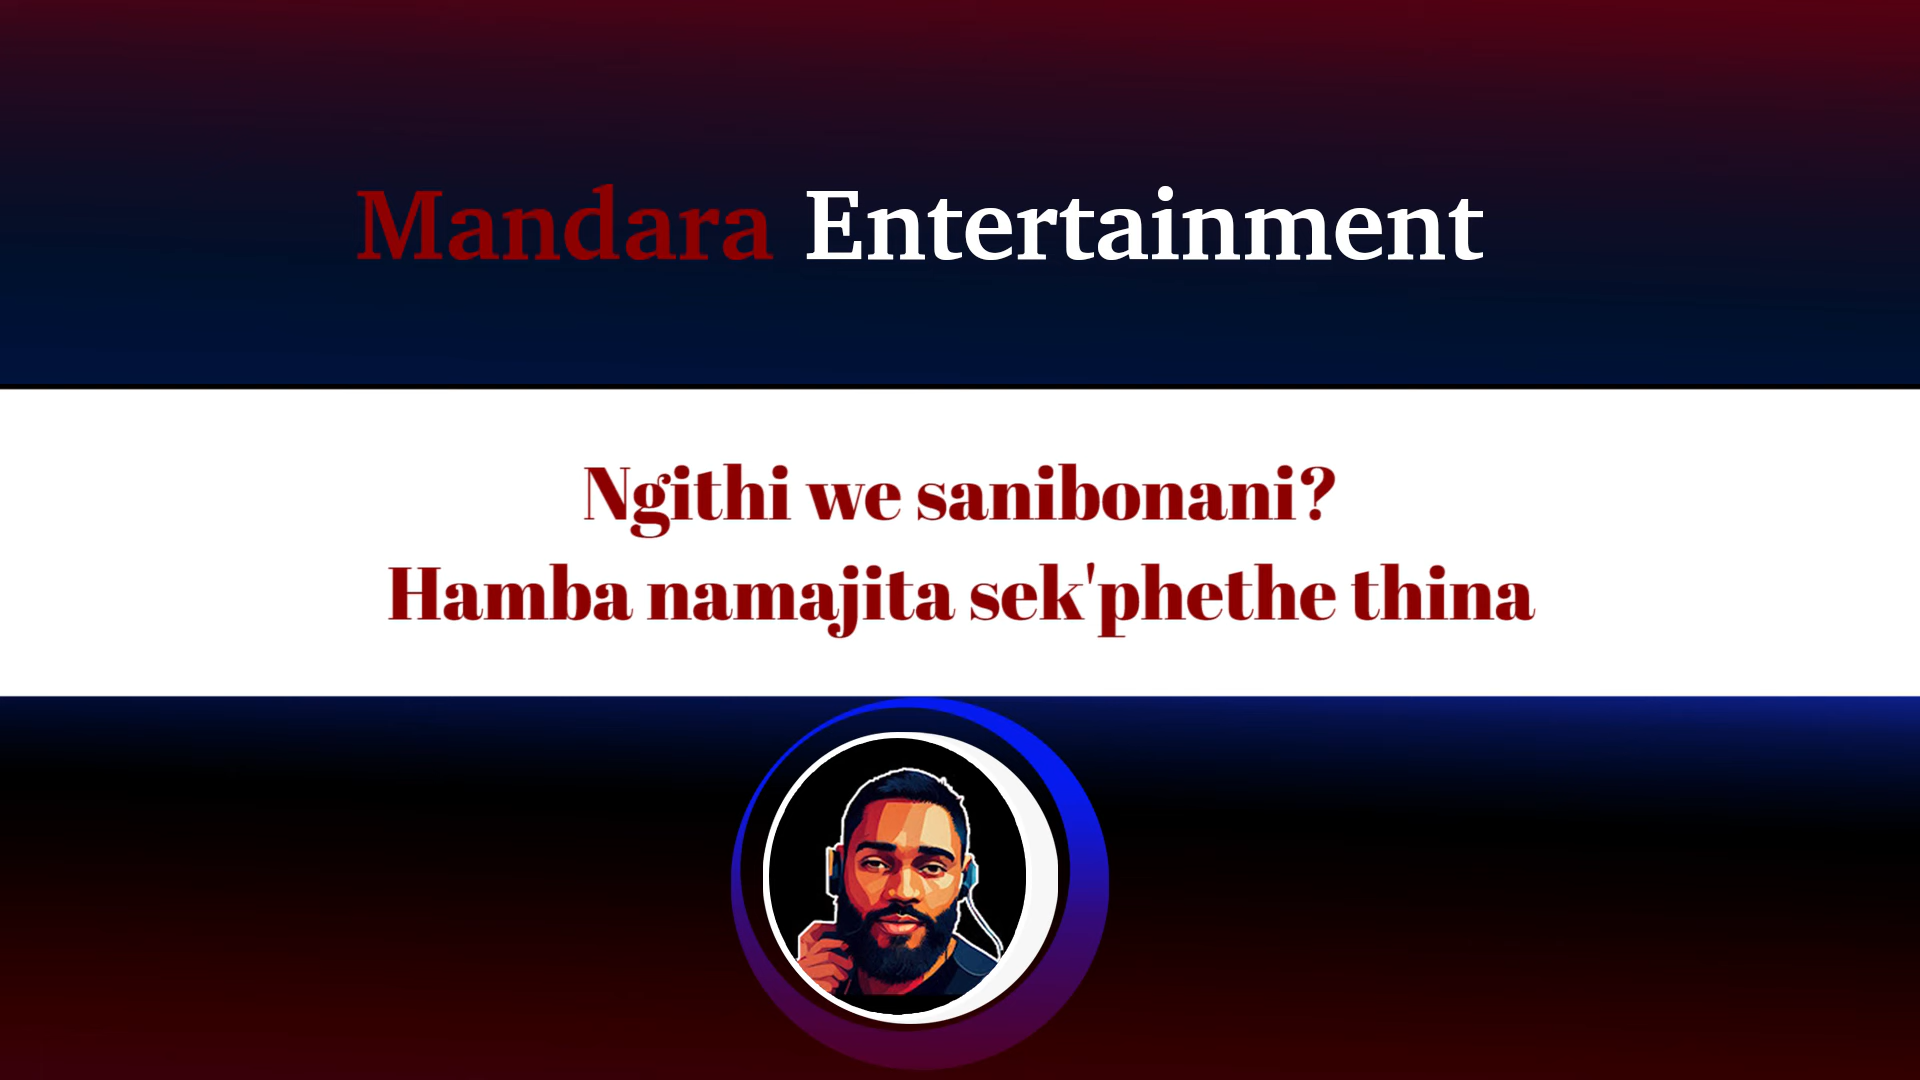 Mandara Entertainment
Ngithi we sanibonani?
Hamba namajita sek'phethe thina